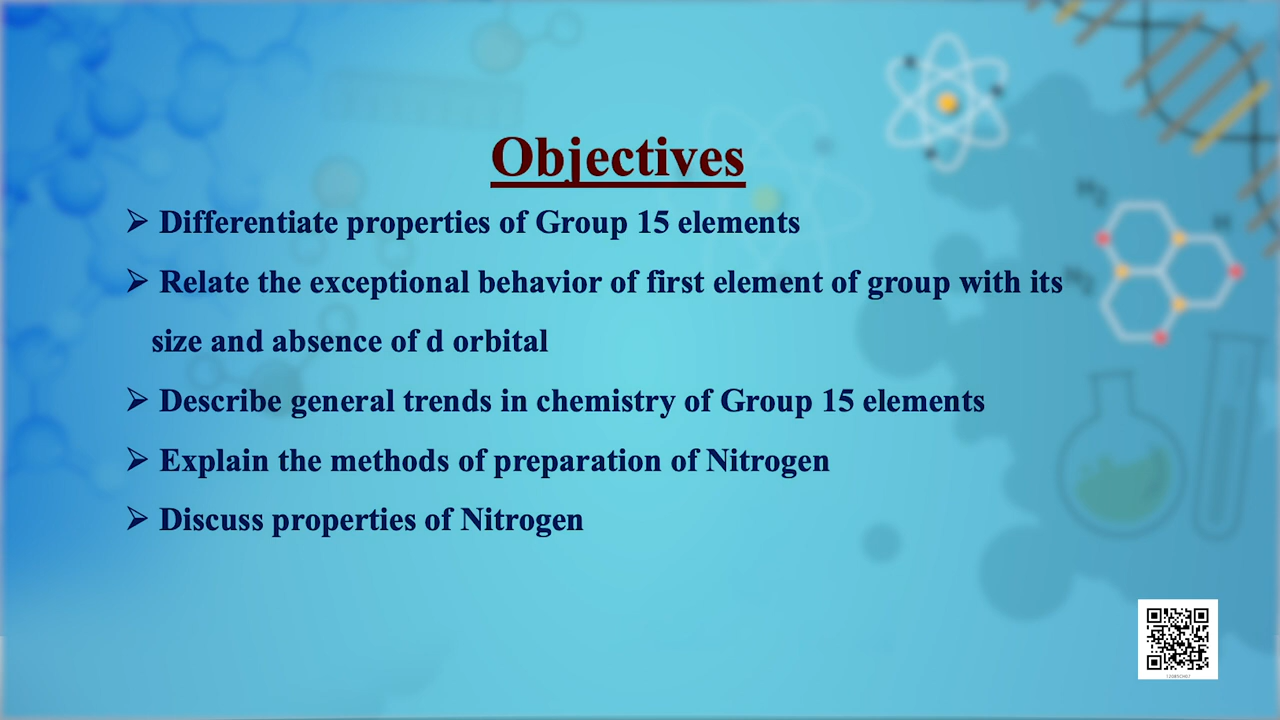 Objectives
➢ Differentiate properties of Group 15 elements
➢ Relate the exceptional behavior of first element of group with its
size and absence of d orbital
➢ Describe general trends in chemistry of Group 15 elements
➢ Explain the methods of preparation of Nitrogen
➢ Discuss properties of Nitrogen